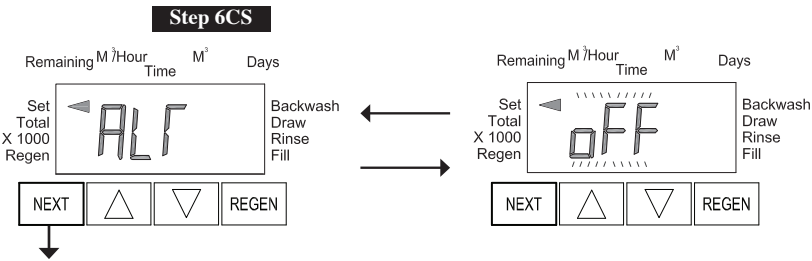 Step 6CS
Remaining M³/Hour M³ Days
Time
Set Backwash
Total Draw
X 1000 Rinse
Regen Fill
ALT
NEXT REGEN
Remaining M³/Hour M³ Days
Time
Set Backwash
Total Draw
X 1000 Rinse
Regen Fill
oFF
NEXT REGEN